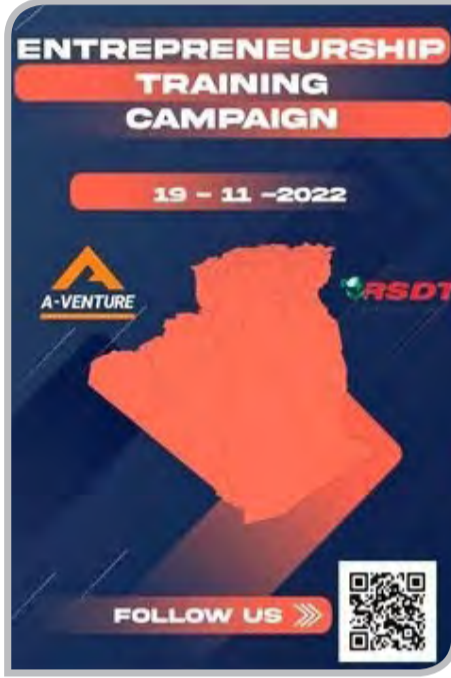 ENTREPRENEURSHIP
TRAINING
CAMPAIGN
19 - 11 -2022
A-VENTURE
RSDT
FOLLOW US